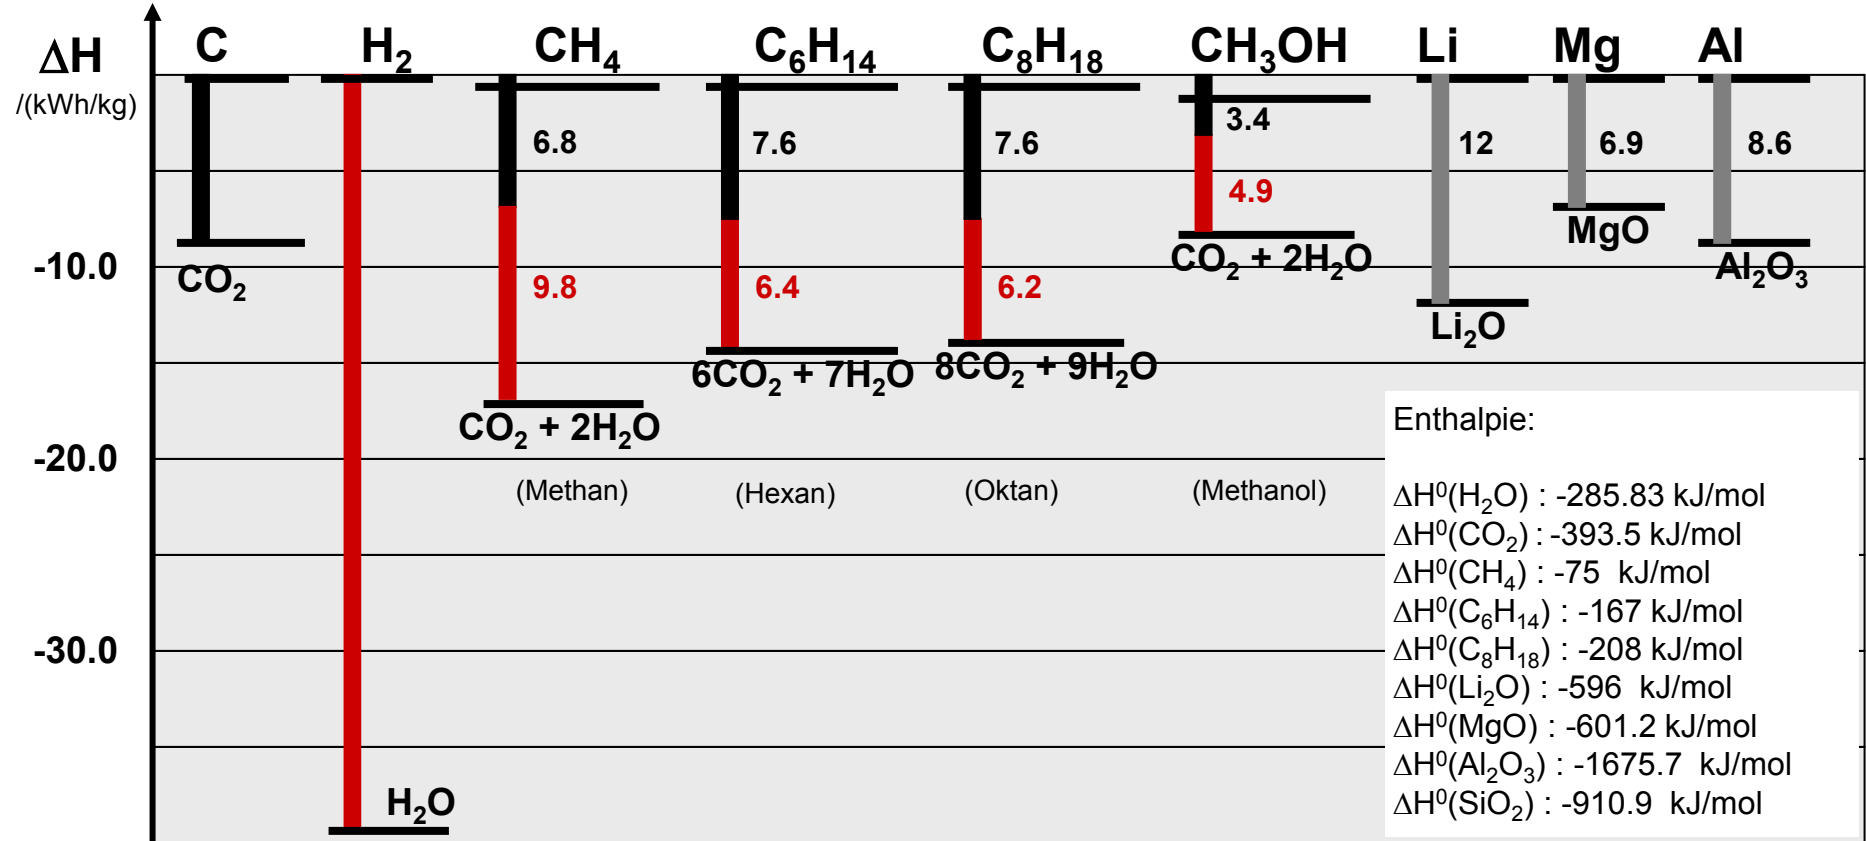 ΔH
/(kWh/kg)
C
H₂
CH₄
C₆H₁₄
C₈H₁₈
CH₃OH
Li
Mg
Al
6.8
7.6
7.6
3.4
12
6.9
8.6
4.9
MgO
-10.0
CO₂
9.8
6.4
6.2
CO₂ + 2H₂O
Al₂O₃
Li₂O
6CO₂ + 7H₂O
8CO₂ + 9H₂O
CO₂ + 2H₂O
-20.0
(Methan)
(Hexan)
(Oktan)
(Methanol)
-30.0
H₂O
Enthalpie:
ΔH⁰(H₂O) : -285.83 kJ/mol
ΔH⁰(CO₂) : -393.5 kJ/mol
ΔH⁰(CH₄) : -75 kJ/mol
ΔH⁰(C₆H₁₄) : -167 kJ/mol
ΔH⁰(C₈H₁₈) : -208 kJ/mol
ΔH⁰(Li₂O) : -596 kJ/mol
ΔH⁰(MgO) : -601.2 kJ/mol
ΔH⁰(Al₂O₃) : -1675.7 kJ/mol
ΔH⁰(SiO₂) : -910.9 kJ/mol